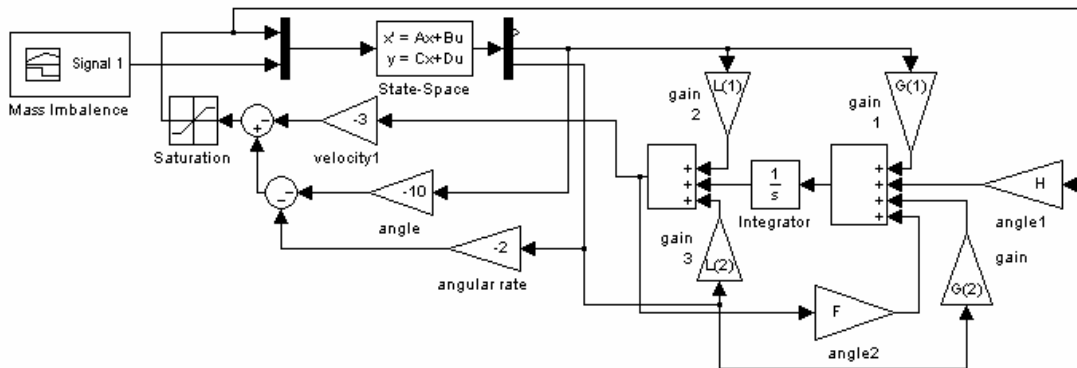 Signal 1
Mass Imbalence
x' = Ax+Bu
y = Cx+Du
State-Space
Saturation
+
−
-3
velocity1
−
−
-10
angle
-2
angular rate
L(1)
gain
2
G(1)
gain
1
+
+
+
1
s
Integrator
+
+
+
+
H
angle1
gain
3
L(2)
F
angle2
gain
G(2)